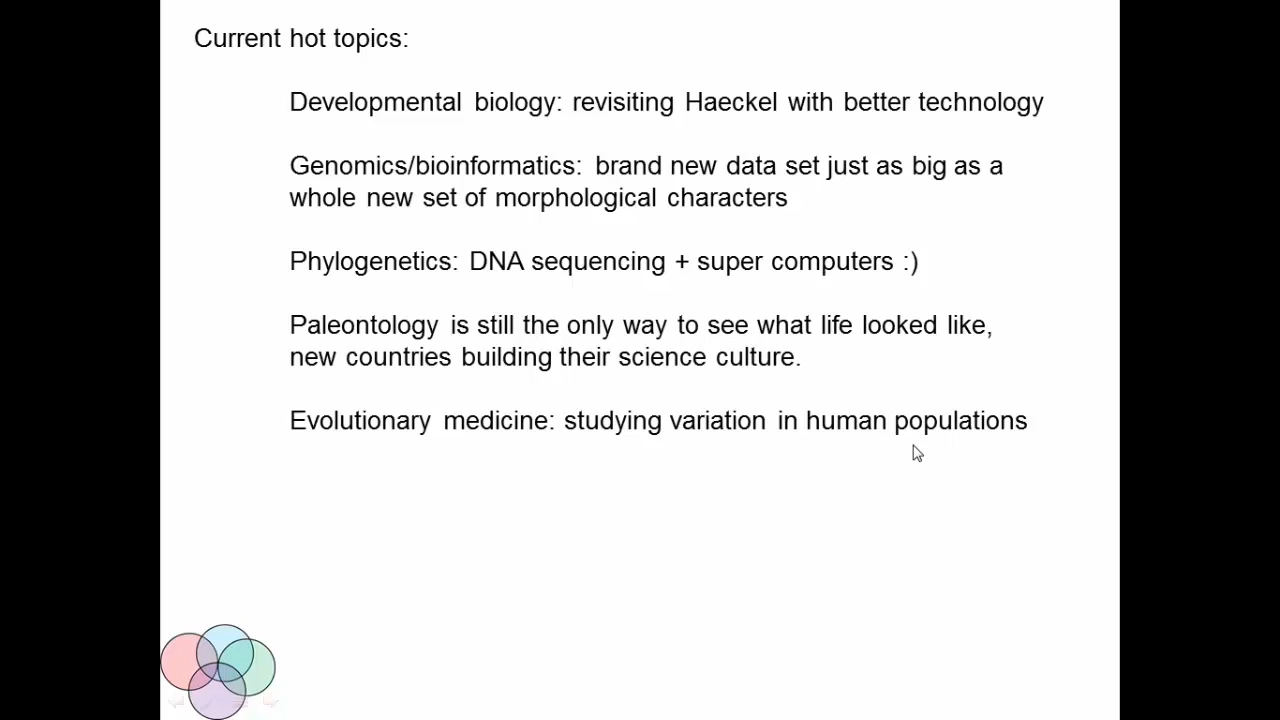 Current hot topics:
Developmental biology: revisiting Haeckel with better technology
Genomics/bioinformatics: brand new data set just as big as a
whole new set of morphological characters
Phylogenetics: DNA sequencing + super computers :)
Paleontology is still the only way to see what life looked like,
new countries building their science culture.
Evolutionary medicine: studying variation in human populations